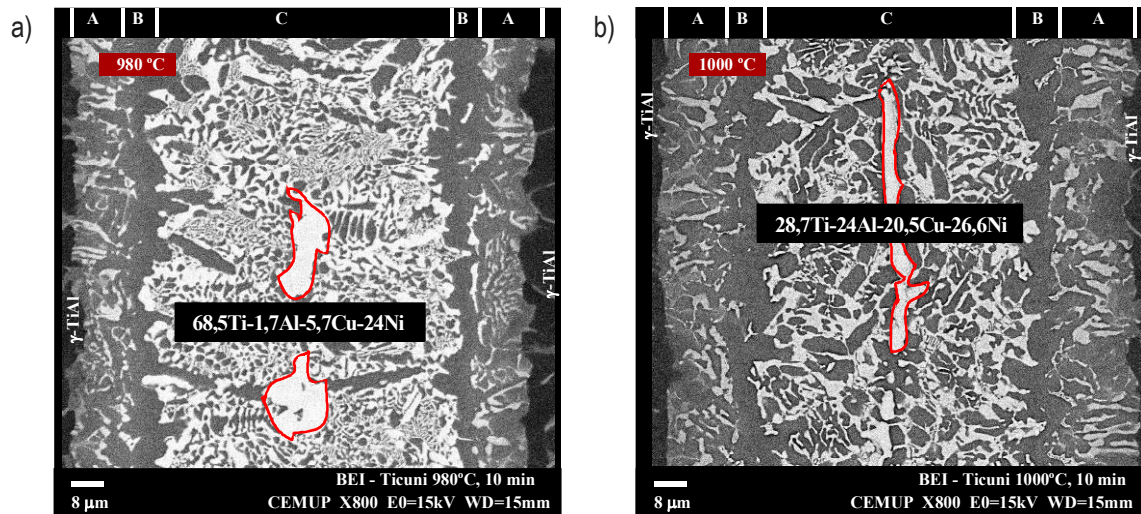 a)
A B C B A
980 ºC
γ-TiAl
γ-TiAl
68,5Ti-1,7Al-5,7Cu-24Ni
BEI - Ticuni 980ºC, 10 min
8 µm
CEMUP X800 E0=15kV WD=15mm
b)
A B C B A
1000 ºC
γ-TiAl
γ-TiAl
28,7Ti-24Al-20,5Cu-26,6Ni
BEI - Ticuni 1000ºC, 10 min
8 µm
CEMUP X800 E0=15kV WD=15mm